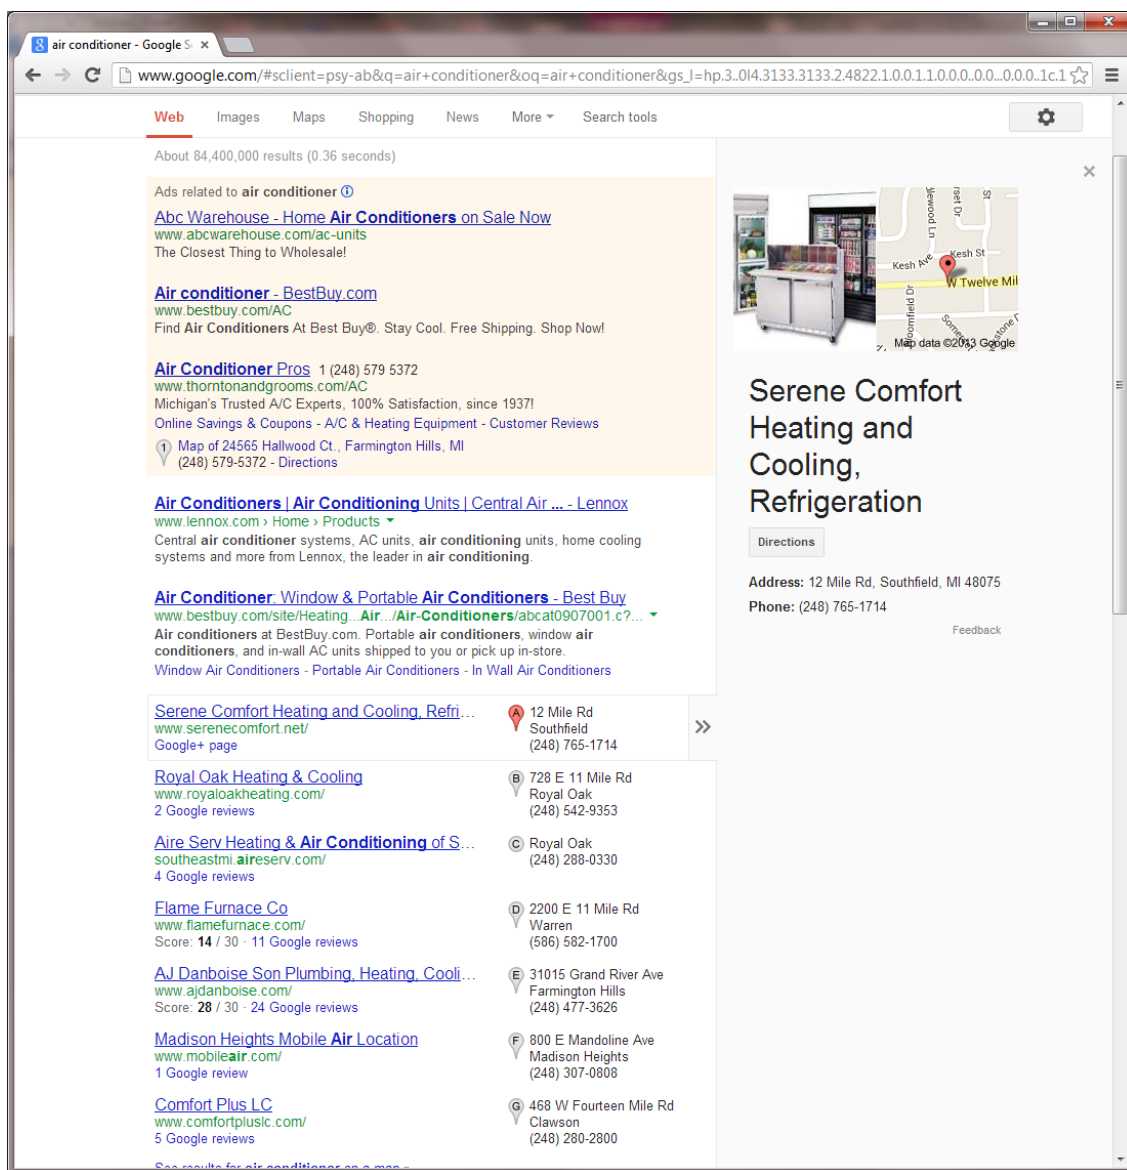 air conditioner - Google S
www.google.com/#sclient=psy-ab&q=air+conditioner&oq=air+conditioner&gs_l=hp.3..0l4.3133.3133.2.4822.1.0.0.1.1.0.0.0..0.0...0.0.0..1c.1
Web Images Maps Shopping News More Search tools
About 84,400,000 results (0.36 seconds)
Ads related to air conditioner
Abc Warehouse - Home Air Conditioners on Sale Now
www.abcwarehouse.com/ac-units
The Closest Thing to Wholesale!
Air conditioner - BestBuy.com
www.bestbuy.com/AC
Find Air Conditioners At Best Buy®. Stay Cool. Free Shipping. Shop Now!
Air Conditioner Pros 1 (248) 579 5372
www.thorntonandgrooms.com/AC
Michigan's Trusted A/C Experts, 100% Satisfaction, since 1937!
Online Savings & Coupons - A/C & Heating Equipment - Customer Reviews
1 Map of 24565 Hallwood Ct., Farmington Hills, MI
(248) 579-5372 - Directions
Air Conditioners | Air Conditioning Units | Central Air ... - Lennox
www.lennox.com › Home › Products
Central air conditioner systems, AC units, air conditioning units, home cooling
systems and more from Lennox, the leader in air conditioning.
Air Conditioner: Window & Portable Air Conditioners - Best Buy
www.bestbuy.com/site/Heating...Air.../Air-Conditioners/abcat0907001.c?...
Air conditioners at BestBuy.com. Portable air conditioners, window air
conditioners, and in-wall AC units shipped to you or pick up in-store.
Window Air Conditioners - Portable Air Conditioners - In Wall Air Conditioners
Serene Comfort Heating and Cooling, Refri...
www.serenecomfort.net/
Google+ page
A 12 Mile Rd
Southfield
(248) 765-1714
Royal Oak Heating & Cooling
www.royaloakheating.com/
2 Google reviews
B 728 E 11 Mile Rd
Royal Oak
(248) 542-9353
Aire Serv Heating & Air Conditioning of S...
southeastmi.aireserv.com/
4 Google reviews
C Royal Oak
(248) 288-0330
Flame Furnace Co
www.flamefurnace.com/
Score: 14 / 30 · 11 Google reviews
D 2200 E 11 Mile Rd
Warren
(586) 582-1700
AJ Danboise Son Plumbing, Heating, Cooli...
www.ajdanboise.com/
Score: 28 / 30 · 24 Google reviews
E 31015 Grand River Ave
Farmington Hills
(248) 477-3626
Madison Heights Mobile Air Location
www.mobileair.com/
1 Google review
F 800 E Mandoline Ave
Madison Heights
(248) 307-0808
Comfort Plus LC
www.comfortpluslc.com/
5 Google reviews
G 468 W Fourteen Mile Rd
Clawson
(248) 280-2800
See results for air conditioner on a map
Kesh Ave
Kesh St
W Twelve Mil
Map data ©2013 Google
Serene Comfort
Heating and
Cooling,
Refrigeration
Directions
Address: 12 Mile Rd, Southfield, MI 48075
Phone: (248) 765-1714
Feedback